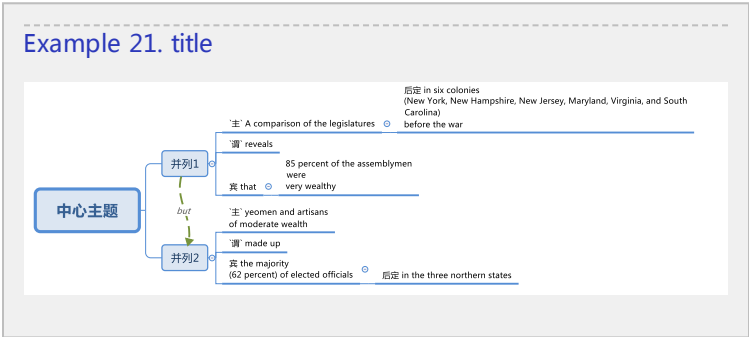 Example 21. title
后定 in six colonies
(New York, New Hampshire, New Jersey, Maryland, Virginia, and South
Carolina)
before the war
`主` A comparison of the legislatures
`谓` reveals
85 percent of the assemblymen
were
very wealthy
宾 that
并列1
中心主题
but
`主` yeomen and artisans
of moderate wealth
`谓` made up
并列2
宾 the majority
(62 percent) of elected officials
后定 in the three northern states